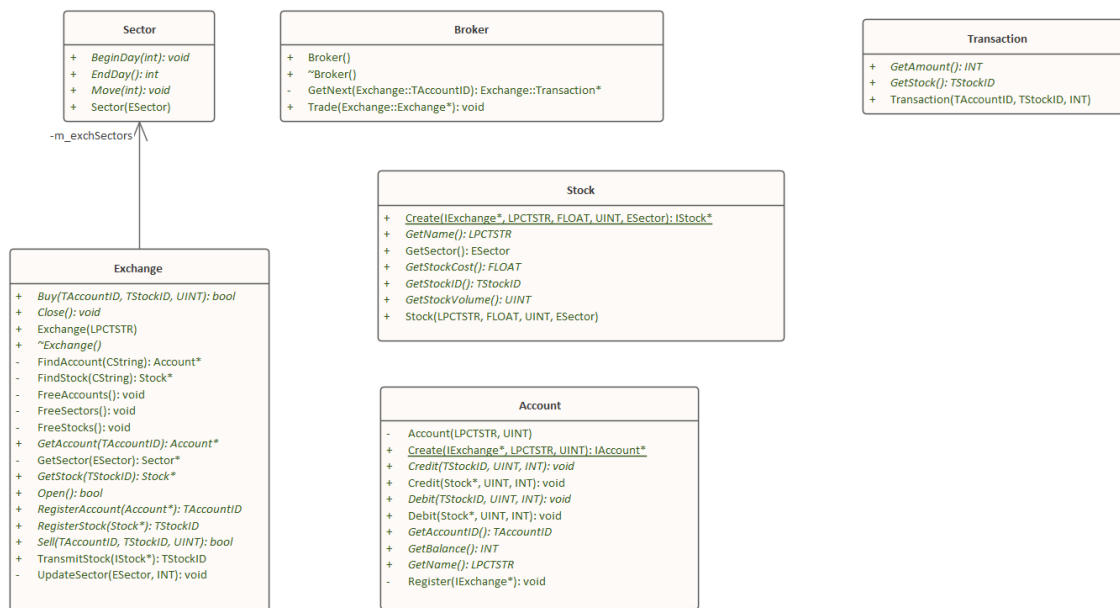 Sector
+ BeginDay(int): void
+ EndDay(): int
+ Move(int): void
+ Sector(ESector)
Broker
+ Broker()
+ ~Broker()
- GetNext(Exchange::TAccountID): Exchange::Transaction*
+ Trade(Exchange::Exchange*): void
Transaction
+ GetAmount(): INT
+ GetStock(): TStockID
+ Transaction(TAccountID, TStockID, INT)
-m_exchSectors
Stock
+ Create(IExchange*, LPCTSTR, FLOAT, UINT, ESector): IStock*
+ GetName(): LPCTSTR
+ GetSector(): ESector
+ GetStockCost(): FLOAT
+ GetStockID(): TStockID
+ GetStockVolume(): UINT
+ Stock(LPCTSTR, FLOAT, UINT, ESector)
Exchange
+ Buy(TAccountID, TStockID, UINT): bool
+ Close(): void
+ Exchange(LPCTSTR)
+ ~Exchange()
- FindAccount(CString): Account*
- FindStock(CString): Stock*
- FreeAccounts(): void
- FreeSectors(): void
- FreeStocks(): void
+ GetAccount(TAccountID): Account*
- GetSector(ESector): Sector*
+ GetStock(TStockID): Stock*
+ Open(): bool
+ RegisterAccount(Account*): TAccountID
+ RegisterStock(Stock*): TStockID
+ Sell(TAccountID, TStockID, UINT): bool
+ TransmitStock(IStock*): TStockID
- UpdateSector(ESector, INT): void
Account
- Account(LPCTSTR, UINT)
+ Create(IExchange*, LPCTSTR, UINT): IAccount*
+ Credit(TStockID, UINT, INT): void
+ Credit(Stock*, UINT, INT): void
+ Debit(TStockID, UINT, INT): void
+ Debit(Stock*, UINT, INT): void
+ GetAccountID(): TAccountID
+ GetBalance(): INT
+ GetName(): LPCTSTR
- Register(IExchange*): void